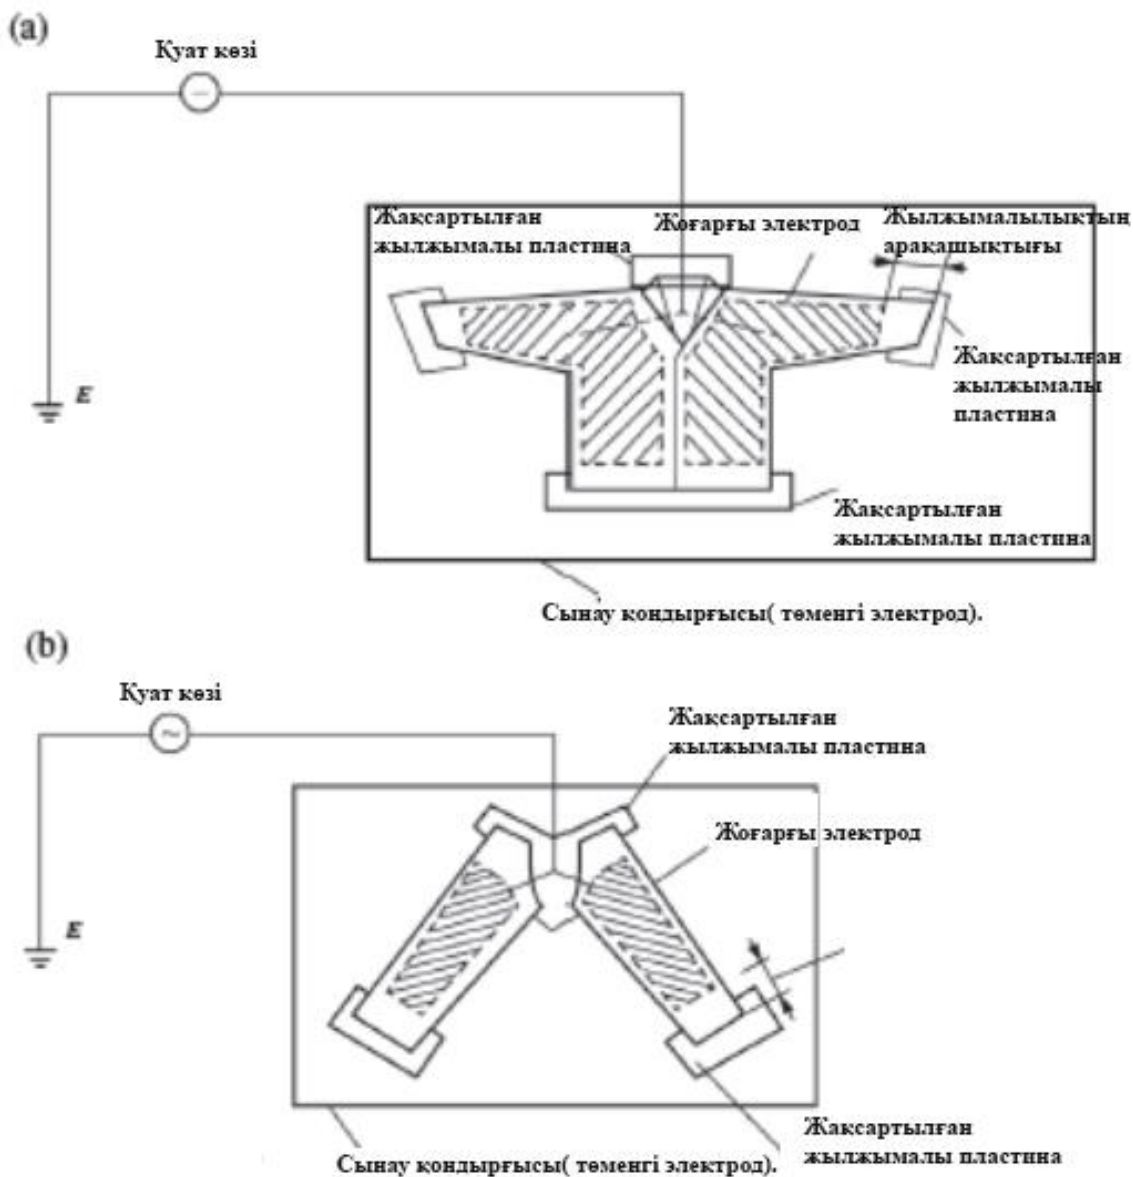 (a)
Қуат көзі
Жақсартылған
жылжымалы пластина
Жоғарғы электрод
Жылжымалылықтың
арақашықтығы
Жақсартылған
жылжымалы
пластина
E
Жақсартылған
жылжымалы пластина
Сынау қондырғысы( төменгі электрод).
(b)
Қуат көзі
Жақсартылған
жылжымалы пластина
Жоғарғы электрод
E
Жақсартылған
жылжымалы пластина
Сынау қондырғысы( төменгі электрод).